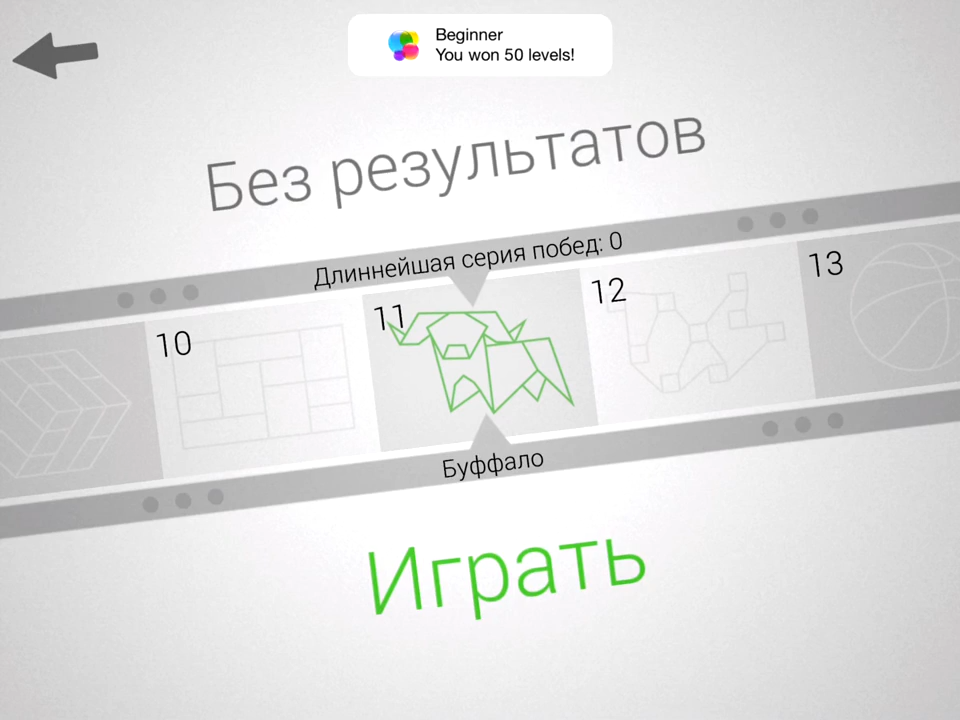 Beginner
You won 50 levels!
Без результатов
Длиннейшая серия побед: 0
10
11
12
13
Буффало
Играть